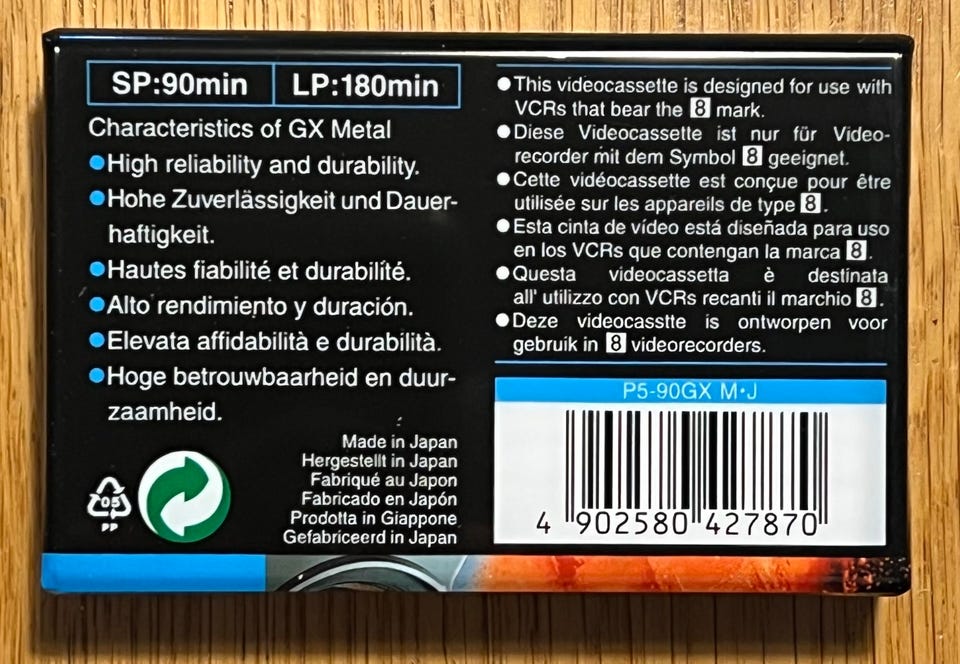 SP:90min LP:180min
Characteristics of GX Metal
●High reliability and durability.
●Hohe Zuverlässigkeit und Dauer-
haftigkeit.
●Hautes fiabilité et durabilité.
●Alto rendimiento y duración.
●Elevata affidabilità e durabilità.
●Hoge betrouwbaarheid en duur-
zaamheid.
Made in Japan
Hergestellt in Japan
Fabriqué au Japon
Fabricado en Japón
Prodotta in Giappone
Gefabriceerd in Japan
05
PP
●This videocassette is designed for use with
VCRs that bear the 8 mark.
●Diese Videocassette ist nur für Video-
recorder mit dem Symbol 8 geeignet.
●Cette vidéocassette est conçue pour être
utilisée sur les appareils de type 8.
●Esta cinta de vídeo está diseñada para uso
en los VCRs que contengan la marca 8.
●Questa videocassetta è destinata
all' utilizzo con VCRs recanti il marchio 8.
●Deze videocasstte is ontworpen voor
gebruik in 8 videorecorders.
P5-90GX M•J
4 902580 427870